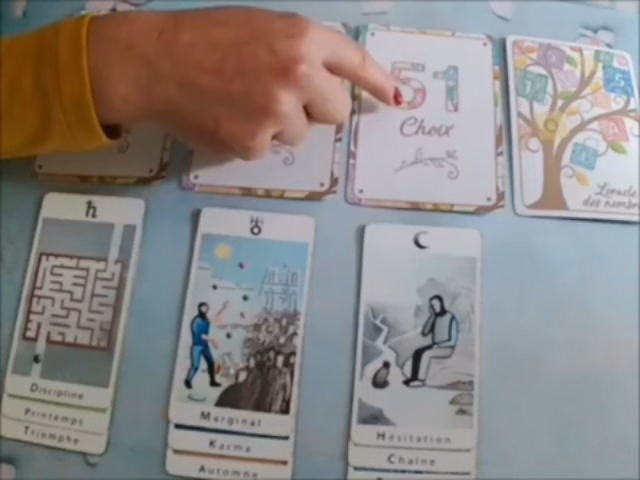 51
Choix
L'oracle
des nombres
Discipline
Printemps
Triomphe
Marginal
Karma
Automne
Hésitation
Chaîne